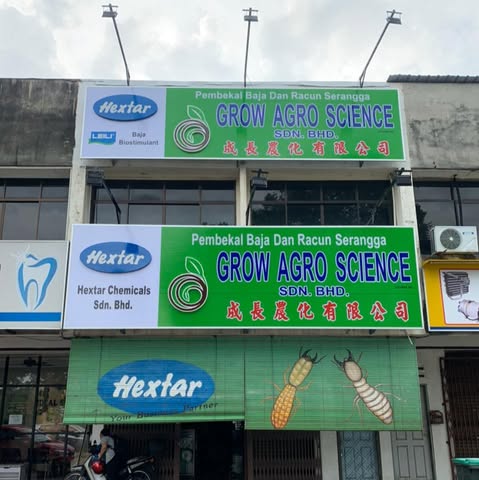 Hextar
LEILI
Baja
Biostimulant
Pembekal Baja Dan Racun Serangga
GROW AGRO SCIENCE
SDN. BHD.
成長農化有限公司
Hextar
Hextar Chemicals
Sdn. Bhd.
Pembekal Baja Dan Racun Serangga
GROW AGRO SCIENCE
SDN. BHD.
成長農化有限公司
Hextar
Your Business Partner